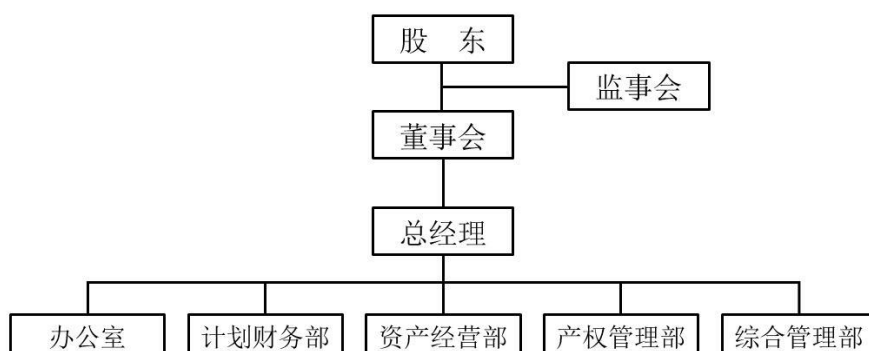 股 东
监事会
董事会
总经理
办公室 计划财务部 资产经营部 产权管理部 综合管理部